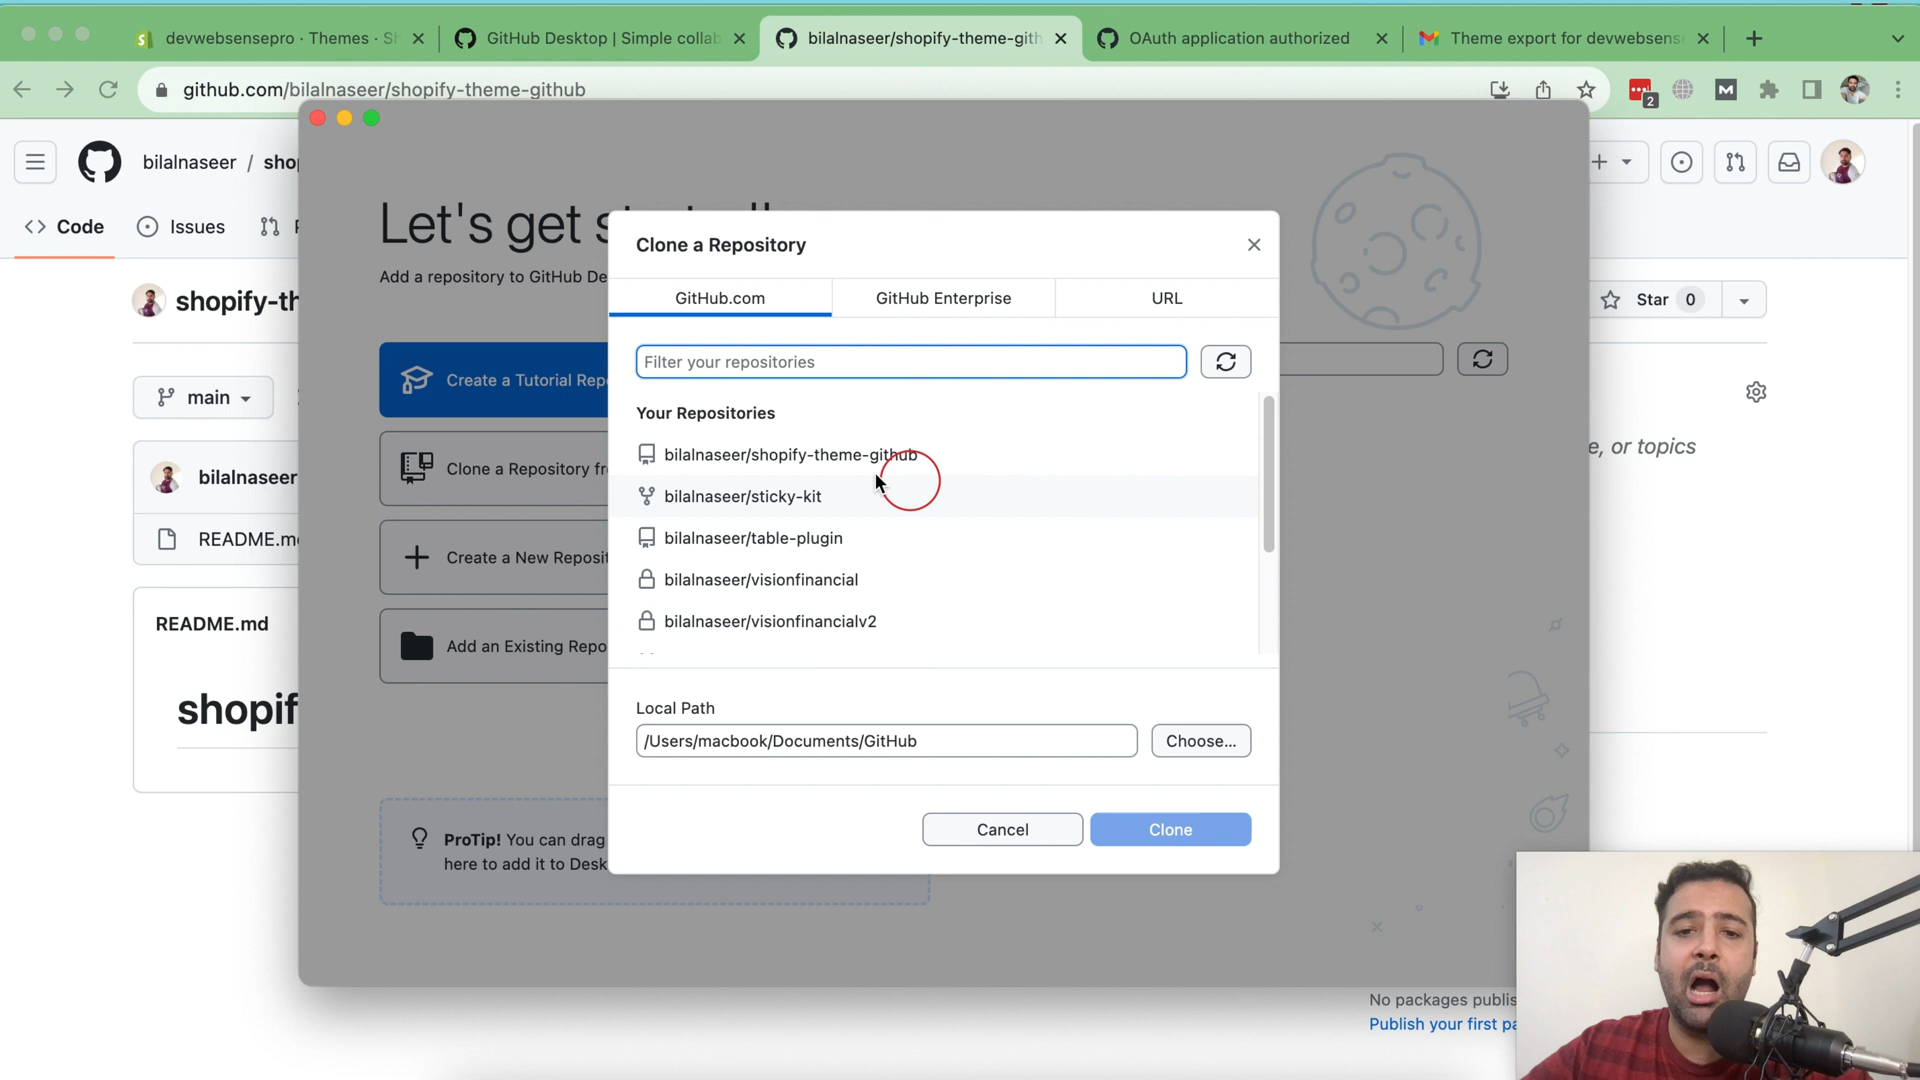 devwebsensepro · Themes · Sh
GitHub Desktop | Simple collab
bilalnaseer/shopify-theme-gith
OAuth application authorized
Theme export for devwebsense
github.com/bilalnaseer/shopify-theme-github
2
bilalnaseer / shop
Code
Issues
Let's get started!
Add a repository to GitHub De
Clone a Repository
GitHub.com
GitHub Enterprise
URL
shopify-th
Star 0
Filter your repositories
Create a Tutorial Repo
main
Your Repositories
e, or topics
bilalnaseer/shopify-theme-github
bilalnaseer
Clone a Repository fr
bilalnaseer/sticky-kit
README.m
Create a New Reposit
bilalnaseer/table-plugin
bilalnaseer/visionfinancial
README.md
Add an Existing Repo
bilalnaseer/visionfinancialv2
shopif
Local Path
/Users/macbook/Documents/GitHub
Choose...
ProTip! You can drag
here to add it to Desk
Cancel
Clone
No packages publis
Publish your first pa